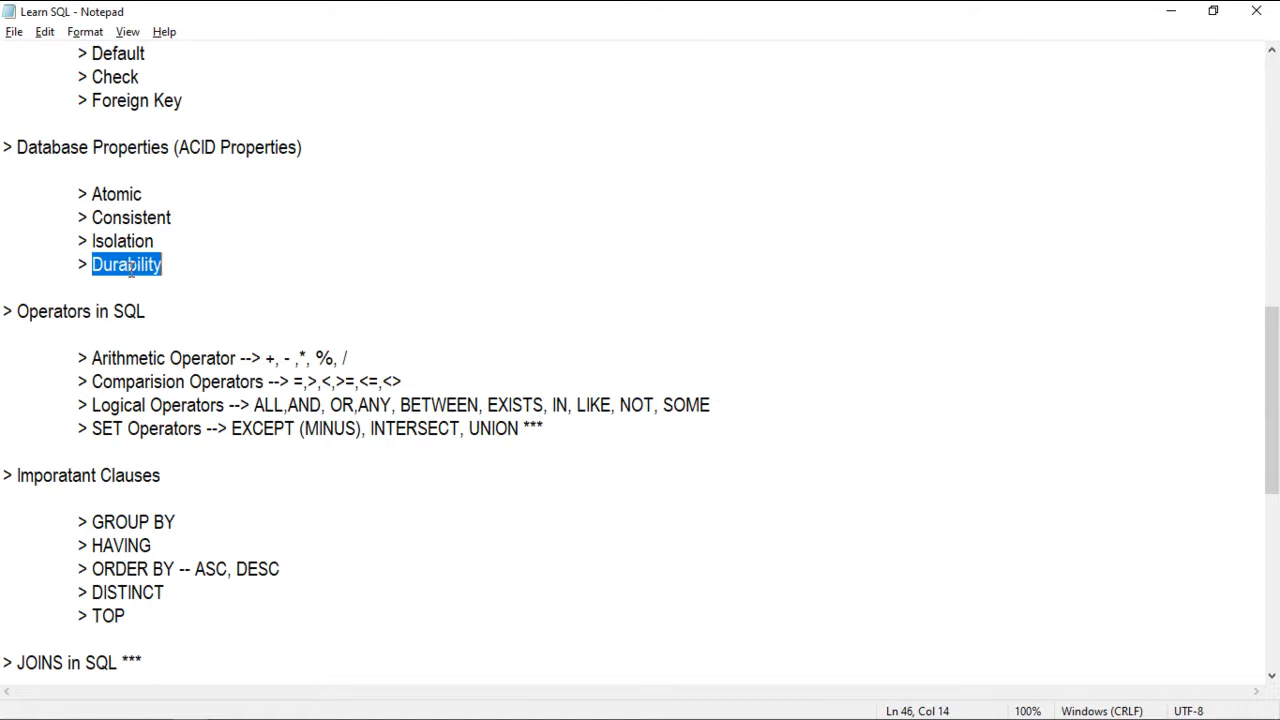 Learn SQL - Notepad
File Edit Format View Help
> Default
> Check
> Foreign Key
> Database Properties (ACID Properties)
> Atomic
> Consistent
> Isolation
> Durability
> Operators in SQL
> Arithmetic Operator --> +, - ,*, %, /
> Comparision Operators --> =,>,<,>=,<=,<>
> Logical Operators --> ALL,AND, OR,ANY, BETWEEN, EXISTS, IN, LIKE, NOT, SOME
> SET Operators --> EXCEPT (MINUS), INTERSECT, UNION ***
> Imporatant Clauses
> GROUP BY
> HAVING
> ORDER BY -- ASC, DESC
> DISTINCT
> TOP
> JOINS in SQL ***
Ln 46, Col 14 100% Windows (CRLF) UTF-8